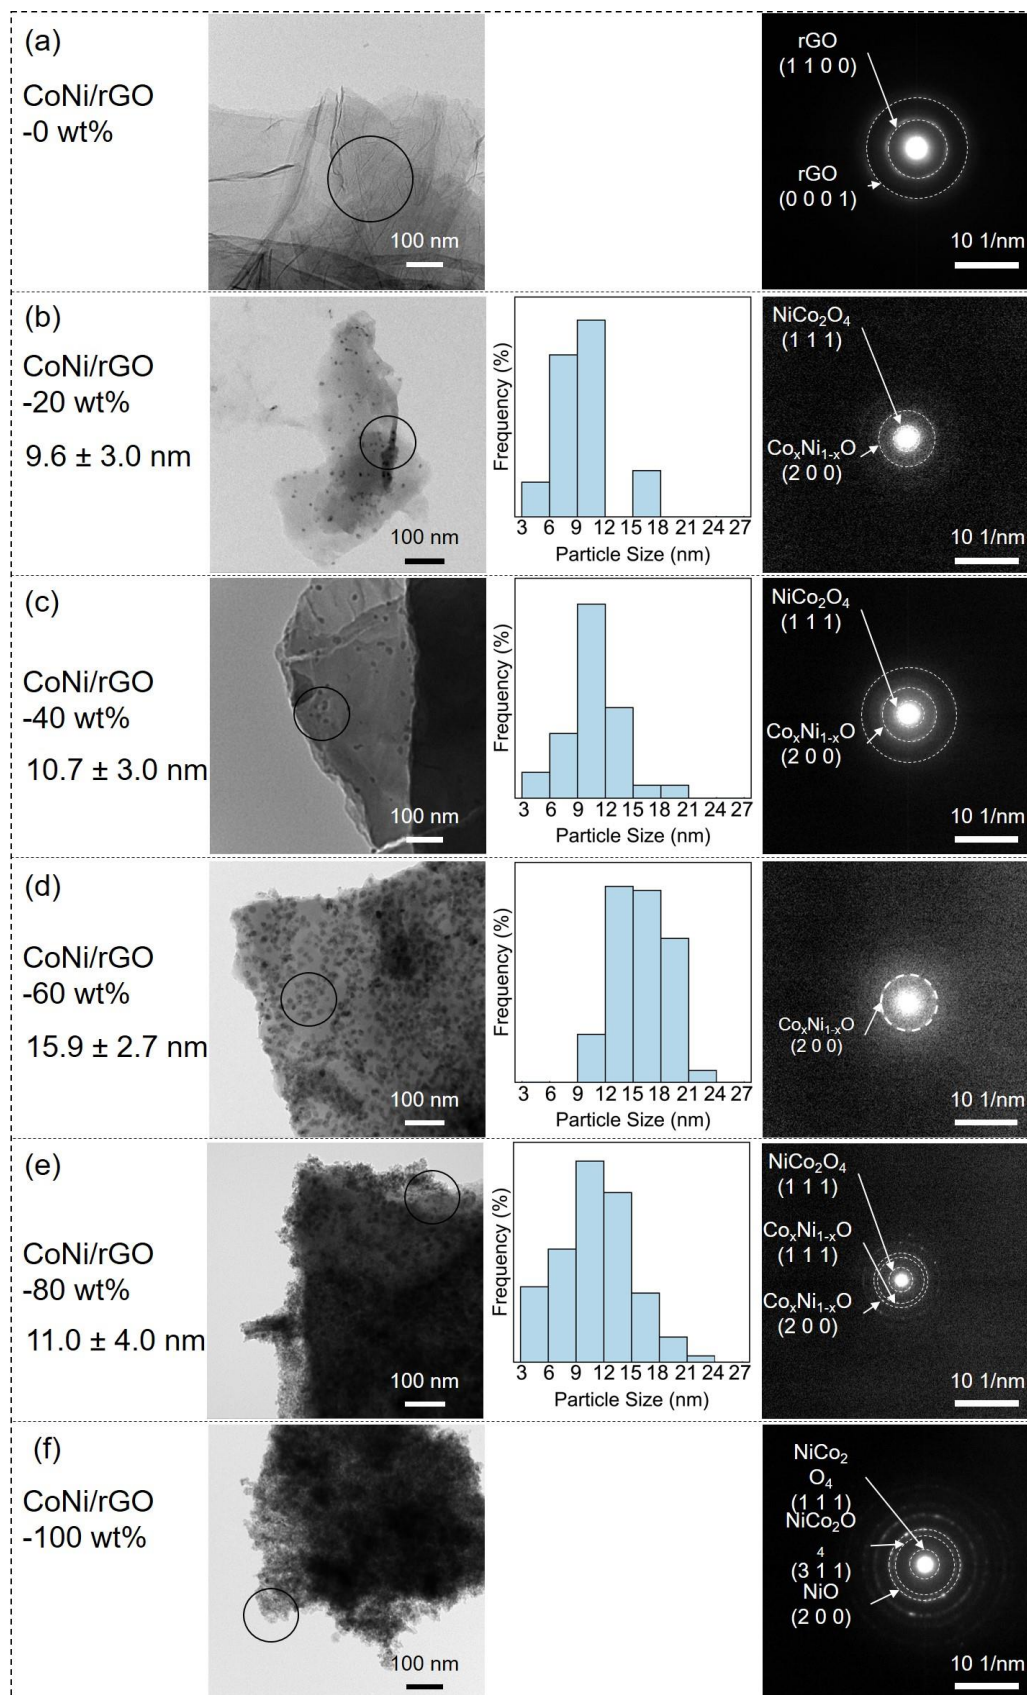 (a)
CoNi/rGO
-0 wt%
100 nm
rGO
(1 1 0 0)
rGO
(0 0 0 1)
10 1/nm
(b)
CoNi/rGO
-20 wt%
9.6 ± 3.0 nm
100 nm
Frequency (%)
3 6 9 12 15 18 21 24 27
Particle Size (nm)
NiCo₂O₄
(1 1 1)
CoₓNi₁₋ₓO
(2 0 0)
10 1/nm
(c)
CoNi/rGO
-40 wt%
10.7 ± 3.0 nm
100 nm
Frequency (%)
3 6 9 12 15 18 21 24 27
Particle Size (nm)
NiCo₂O₄
(1 1 1)
CoₓNi₁₋ₓO
(2 0 0)
10 1/nm
(d)
CoNi/rGO
-60 wt%
15.9 ± 2.7 nm
100 nm
Frequency (%)
3 6 9 12 15 18 21 24 27
Particle Size (nm)
CoₓNi₁₋ₓO
(2 0 0)
10 1/nm
(e)
CoNi/rGO
-80 wt%
11.0 ± 4.0 nm
100 nm
Frequency (%)
3 6 9 12 15 18 21 24 27
Particle Size (nm)
NiCo₂O₄
(1 1 1)
CoₓNi₁₋ₓO
(1 1 1)
CoₓNi₁₋ₓO
(2 0 0)
10 1/nm
(f)
CoNi/rGO
-100 wt%
100 nm
NiCo₂
O₄
(1 1 1)
NiCo₂O
₄
(3 1 1)
NiO
(2 0 0)
10 1/nm